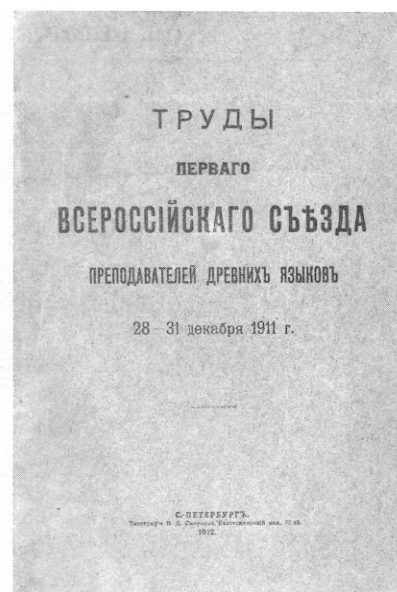 ТРУДЫ
ПЕРВАГО
ВСЕРОССІЙСКАГО СЪѢЗДА
ПРЕПОДАВАТЕЛЕЙ ДРЕВНИХЪ ЯЗЫКОВЪ
28–31 декабря 1911 г.
С.-ПЕТЕРБУРГЪ.
1912.